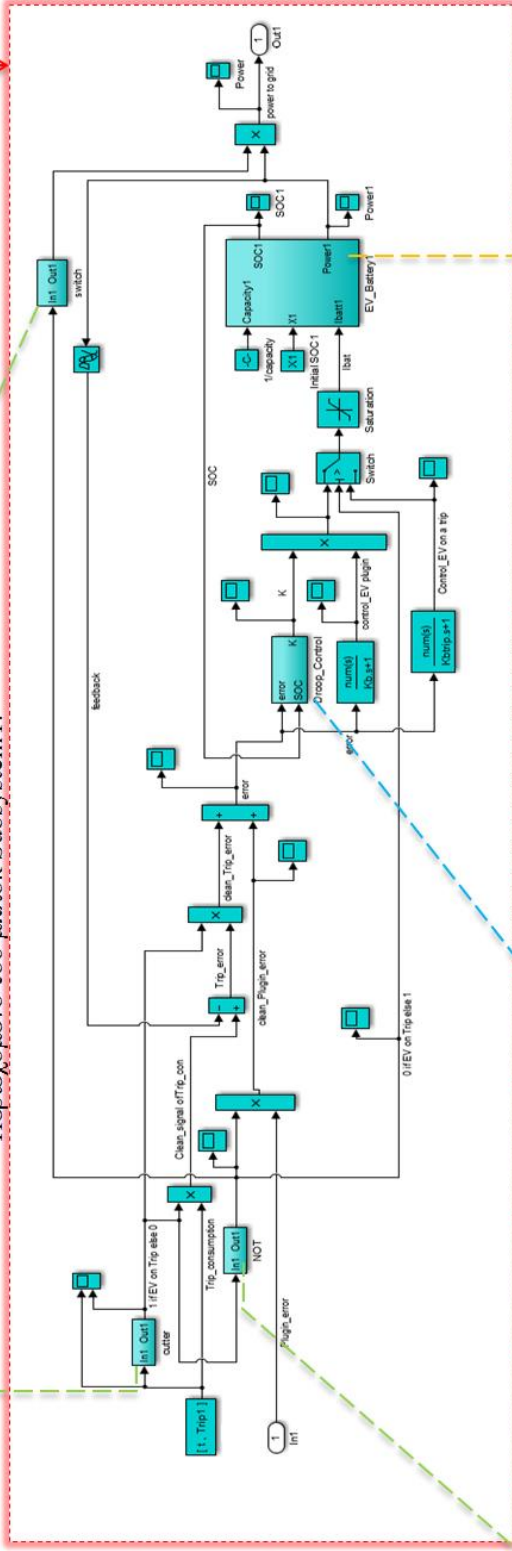 [t, Trip1]
1
In1
In1 Out1
cutter
1 if EV on Trip else 0
Trip_consumption
Plugin_error
In1 Out1
NOT
×
Clean_signal ofTrip_con
×
-
+
Trip_error
×
clean_Trip_error
clean_Plugin_error
0 if EV on Trip else 1
+
+
error
feedback
error
SOC
K
Droop_Control
error
num(s)
Kb.s+1
control_EV plugin
num(s)
Kbtrip.s+1
Control_EV on a trip
K
×
SOC
Switch
Saturation
Ibat
-C-
1/capacity
X1
Initial SOC1
Capacity1
X1
Ibatt1
SOC1
Power1
EV_Battery1
SOC1
Power1
In1 Out1
switch
×
power to grid
Power
1
Out1